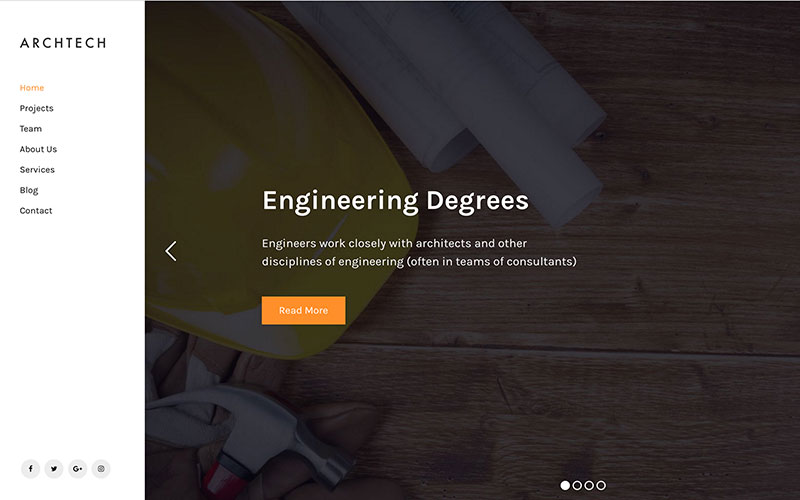 ARCHTECH
Home
Projects
Team
About Us
Services
Blog
Contact
Engineering Degrees
Engineers work closely with architects and other
disciplines of engineering (often in teams of consultants)
Read More